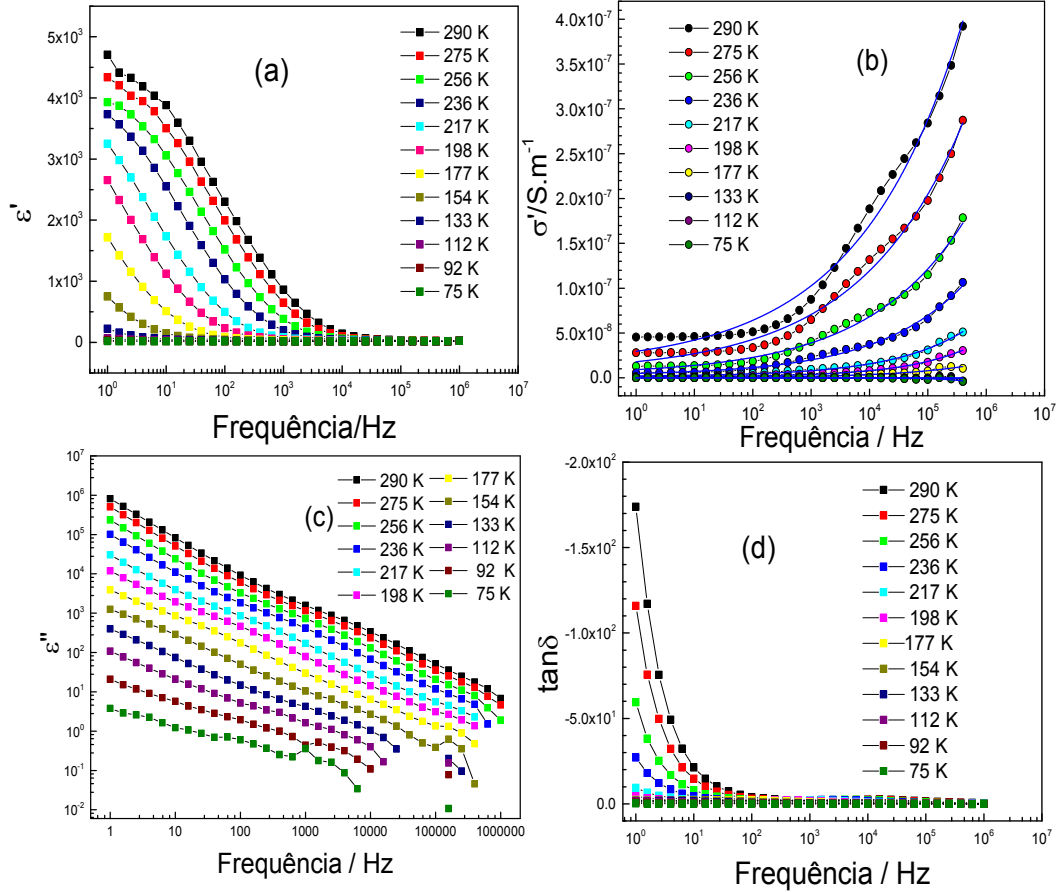 (a)
ε'
5x10³
4x10³
3x10³
2x10³
1x10³
0
290 K
275 K
256 K
236 K
217 K
198 K
177 K
154 K
133 K
112 K
92 K
75 K
10⁰ 10¹ 10² 10³ 10⁴ 10⁵ 10⁶ 10⁷
Frequência/Hz
(b)
σ'/S.m⁻¹
4.0x10⁻⁷
3.5x10⁻⁷
3.0x10⁻⁷
2.5x10⁻⁷
2.0x10⁻⁷
1.5x10⁻⁷
1.0x10⁻⁷
5.0x10⁻⁸
0.0
290 K
275 K
256 K
236 K
217 K
198 K
177 K
133 K
112 K
75 K
10⁰ 10¹ 10² 10³ 10⁴ 10⁵ 10⁶ 10⁷
Frequência / Hz
(c)
ε''
10⁷
10⁶
10⁵
10⁴
10³
10²
10¹
10⁰
10⁻¹
10⁻²
290 K
275 K
256 K
236 K
217 K
198 K
177 K
154 K
133 K
112 K
92 K
75 K
1 10 100 1000 10000 100000 1000000
Frequência / Hz
(d)
tanδ
-2.0x10²
-1.5x10²
-1.0x10²
-5.0x10¹
0.0
290 K
275 K
256 K
236 K
217 K
198 K
177 K
154 K
133 K
112 K
92 K
75 K
10⁰ 10¹ 10² 10³ 10⁴ 10⁵ 10⁶ 10⁷
Frequência / Hz